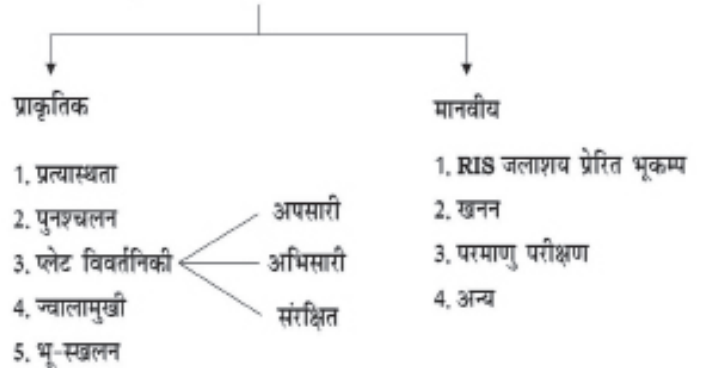 प्राकृतिक
1. प्रत्यास्थता
2. पुनश्चलन
3. प्लेट विवर्तनिकी
अपसारी
अभिसारी
संरक्षित
4. ज्वालामुखी
5. भू-स्खलन
मानवीय
1. RIS जलाशय प्रेरित भूकम्प
2. खनन
3. परमाणु परीक्षण
4. अन्य